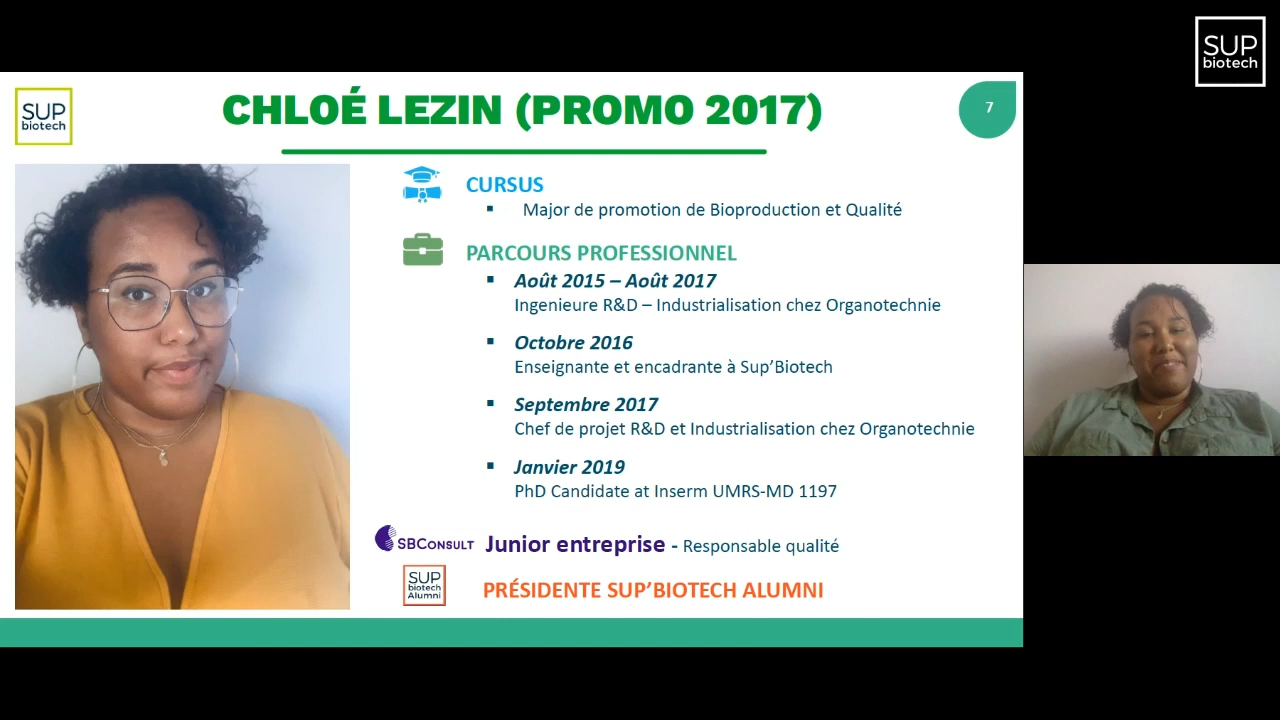 SUP
biotech
SUP
biotech
CHLOÉ LEZIN (PROMO 2017)
7
CURSUS
▪ Major de promotion de Bioproduction et Qualité
PARCOURS PROFESSIONNEL
▪ Août 2015 – Août 2017
Ingenieure R&D – Industrialisation chez Organotechnie
▪ Octobre 2016
Enseignante et encadrante à Sup’Biotech
▪ Septembre 2017
Chef de projet R&D et Industrialisation chez Organotechnie
▪ Janvier 2019
PhD Candidate at Inserm UMRS-MD 1197
SBCONSULT Junior entreprise - Responsable qualité
SUP
biotech
Alumni
PRÉSIDENTE SUP’BIOTECH ALUMNI